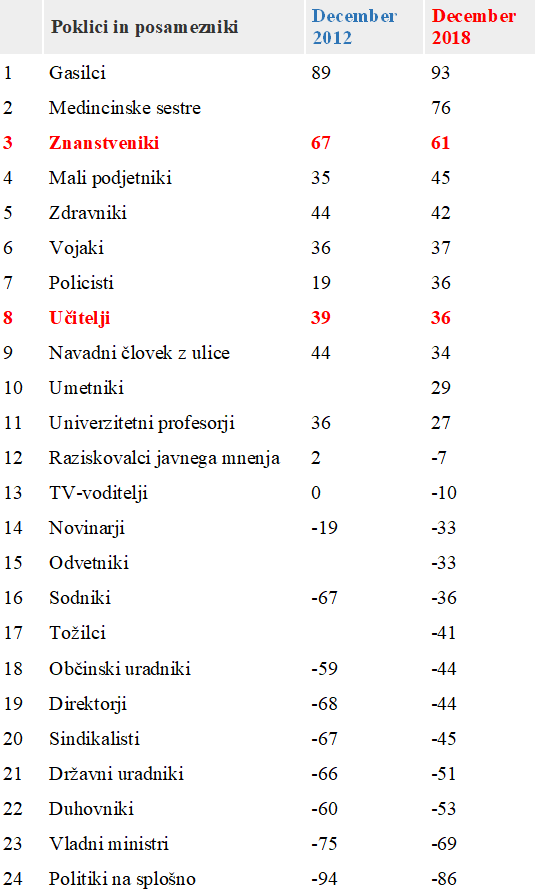 Poklici in posamezniki December 2012 December 2018
1 Gasilci 89 93
2 Medincinske sestre 76
3 Znanstveniki 67 61
4 Mali podjetniki 35 45
5 Zdravniki 44 42
6 Vojaki 36 37
7 Policisti 19 36
8 Učitelji 39 36
9 Navadni človek z ulice 44 34
10 Umetniki 29
11 Univerzitetni profesorji 36 27
12 Raziskovalci javnega mnenja 2 -7
13 TV-voditelji 0 -10
14 Novinarji -19 -33
15 Odvetniki -33
16 Sodniki -67 -36
17 Tožilci -41
18 Občinski uradniki -59 -44
19 Direktorji -68 -44
20 Sindikalisti -67 -45
21 Državni uradniki -66 -51
22 Duhovniki -60 -53
23 Vladni ministri -75 -69
24 Politiki na splošno -94 -86